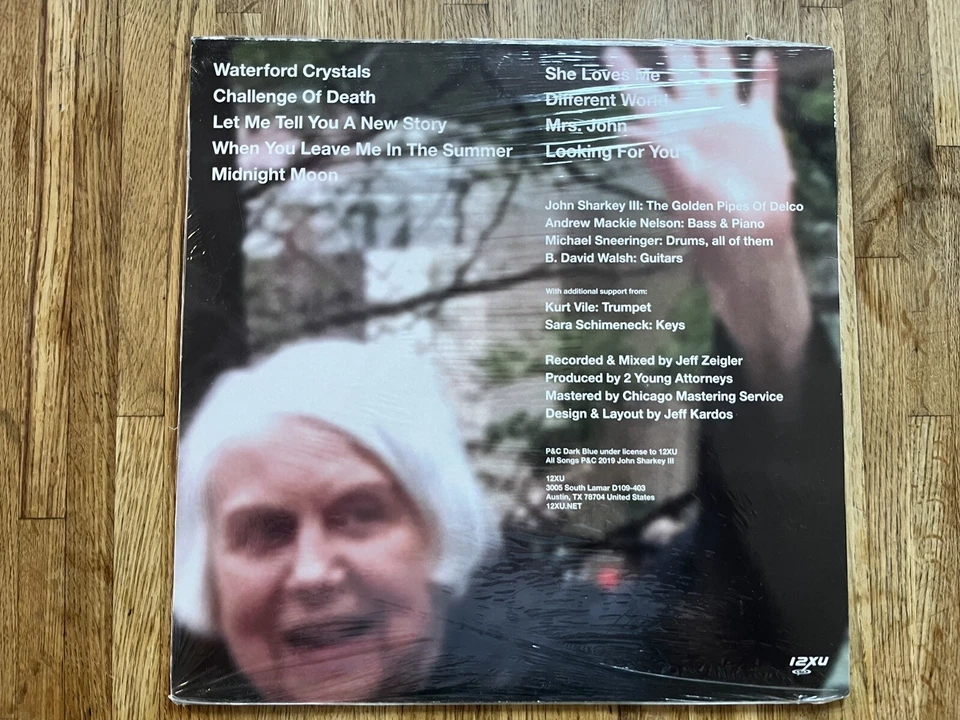 Waterford Crystals
Challenge Of Death
Let Me Tell You A New Story
When You Leave Me In The Summer
Midnight Moon
She Loves Me
Different World
Mrs. John
Looking For You
John Sharkey III: The Golden Pipes Of Delco
Andrew Mackie Nelson: Bass & Piano
Michael Sneeringer: Drums, all of them
B. David Walsh: Guitars
With additional support from:
Kurt Vile: Trumpet
Sara Schimeneck: Keys
Recorded & Mixed by Jeff Zeigler
Produced by 2 Young Attorneys
Mastered by Chicago Mastering Service
Design & Layout by Jeff Kardos
P&C Dark Blue under license to 12XU
All Songs P&C 2019 John Sharkey III
12XU
3005 South Lamar D109-403
Austin, TX 78704 United States
12XU.NET
12XU